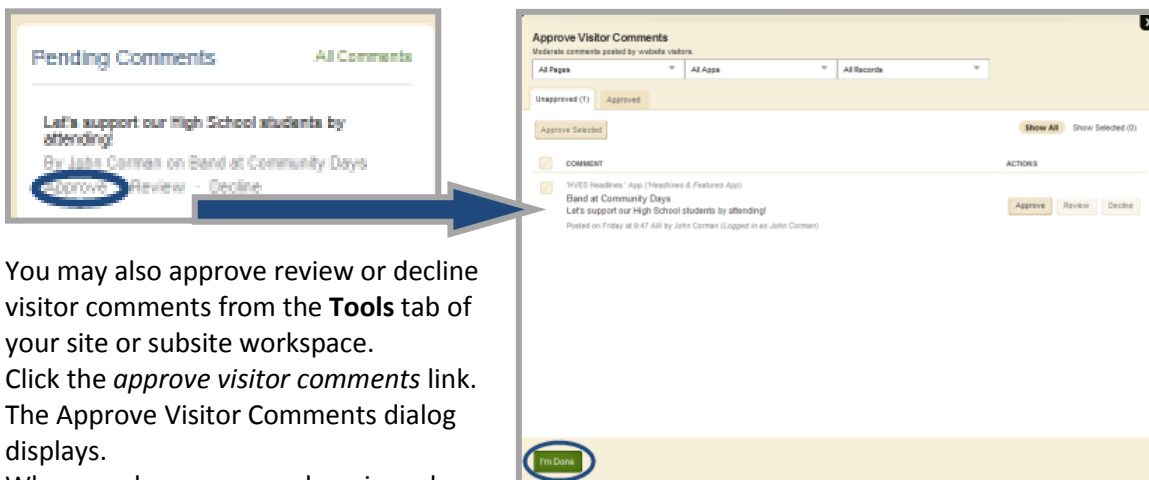 Pending Comments
All Comments
Let's support our High School students by
attending!
By John Corman on Band at Community Days
Approve · Review · Decline
You may also approve review or decline
visitor comments from the Tools tab of
your site or subsite workspace.
Click the approve visitor comments link.
The Approve Visitor Comments dialog
displays.
Approve Visitor Comments
Moderate comments posted by website visitors.
All Pages
All Apps
All Records
Unapproved (1)
Approved
Approve Selected
Show All
Show Selected (0)
COMMENT
ACTIONS
'HVES Headlines ' App (Headlines & Features App)
Band at Community Days
Let's support our High School students by attending!
Approve
Review
Decline
Posted on Friday at 9:47 AM by John Corman (Logged in as John Corman)
I'm Done